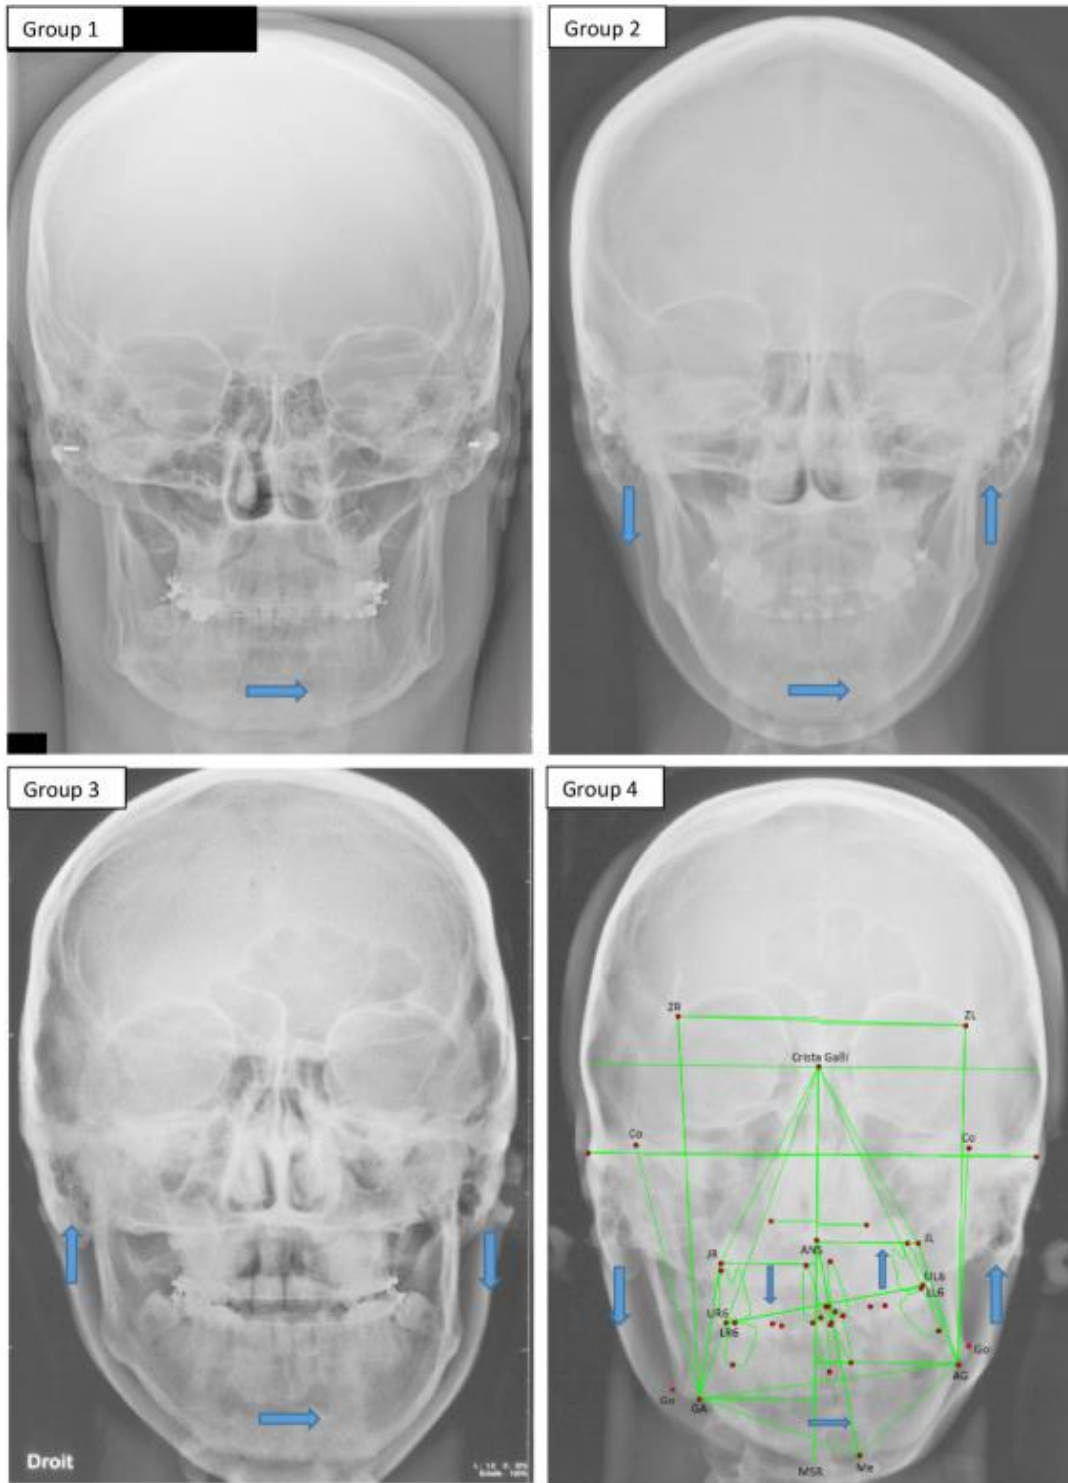 Group 1
Group 2
Group 3
Droit
Group 4
ZR
ZL
Crista Galli
Co
Co
ANS
JR
JL
UL6
LL6
UR6
LR6
Go
AG
Go
GA
MSR
Me